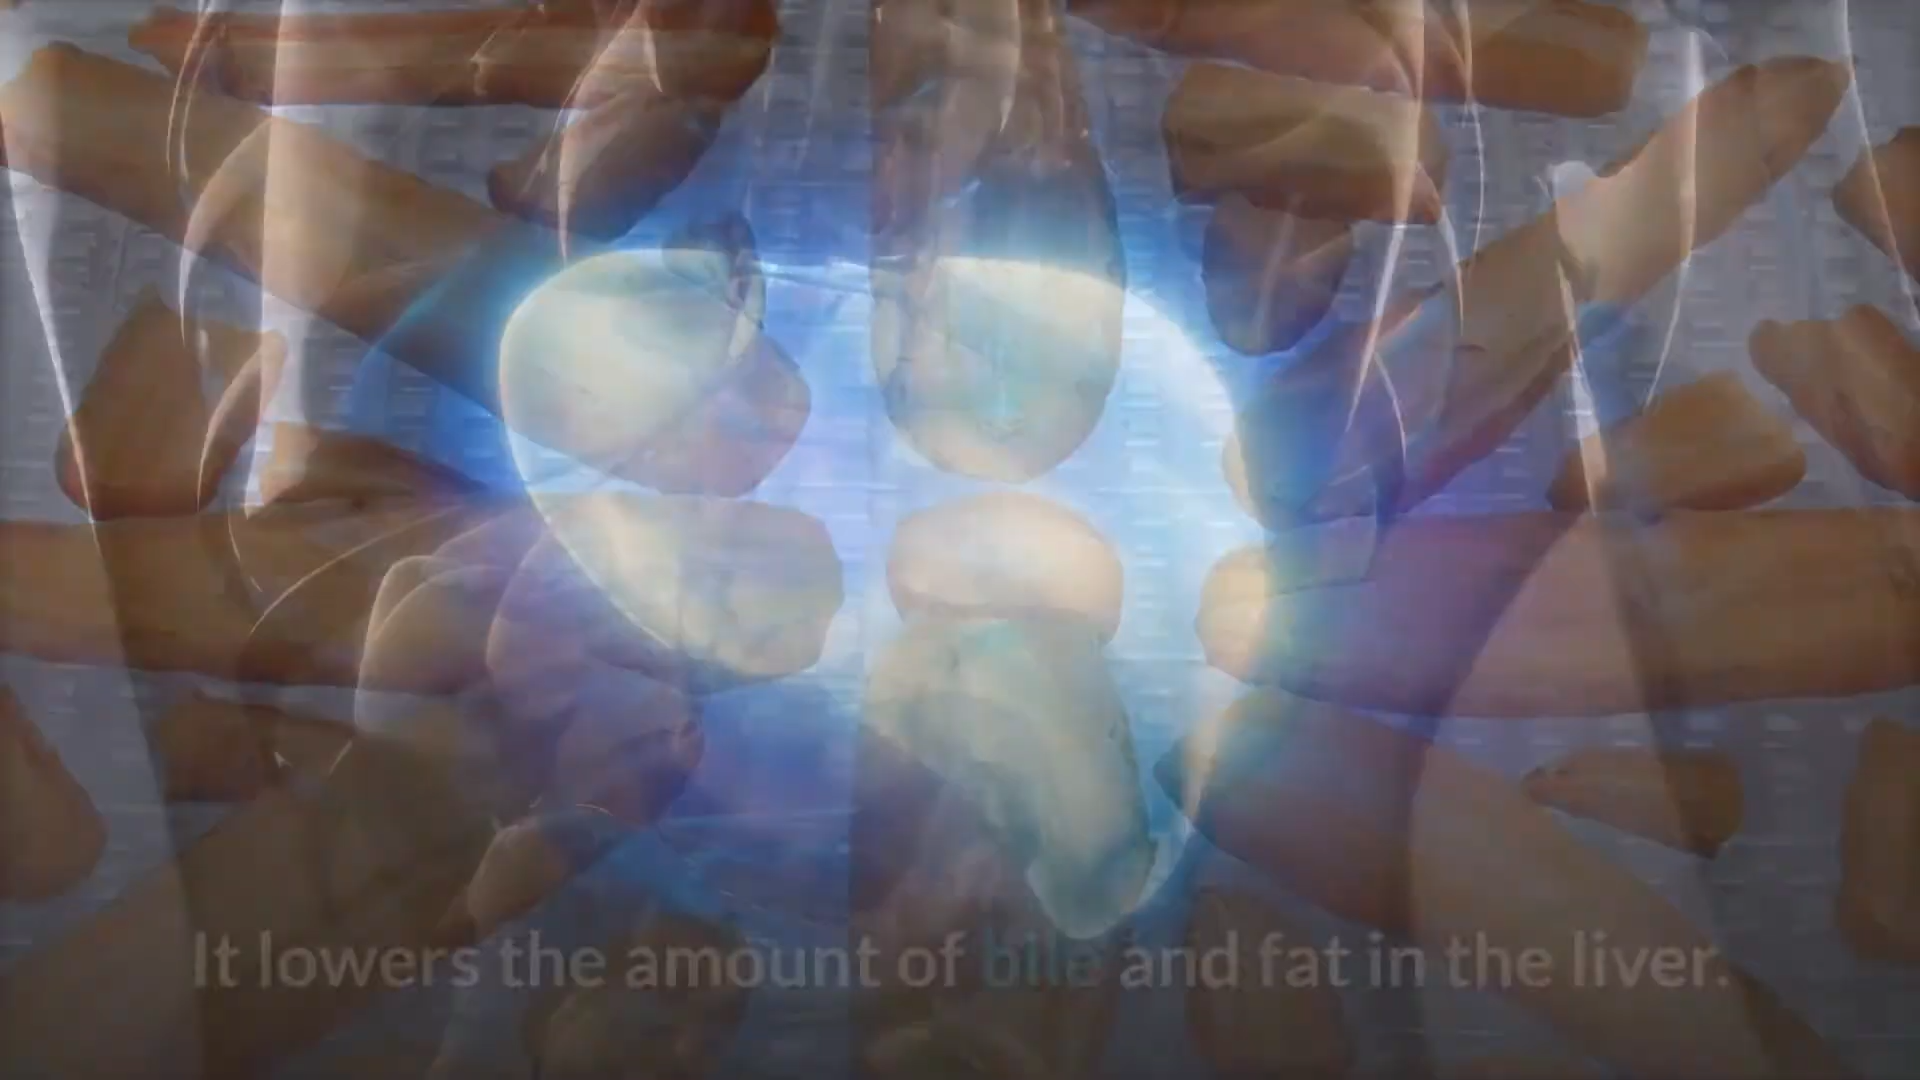 It lowers the amount of bile and fat in the liver.